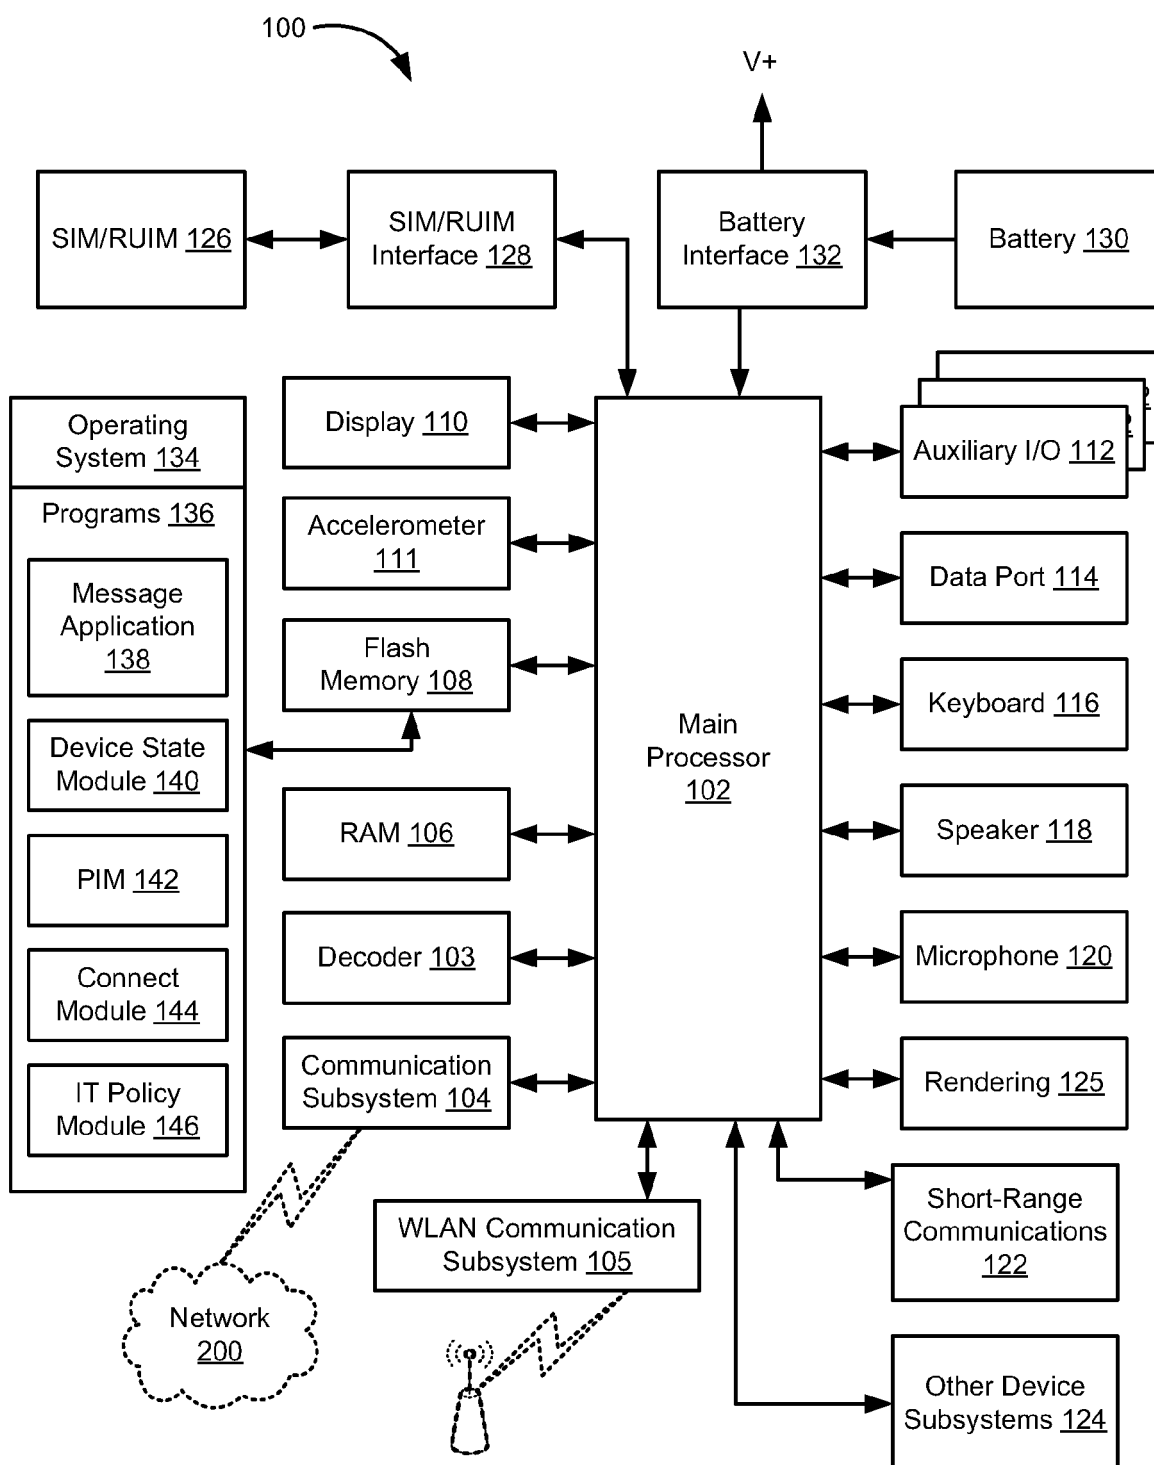 100
V+
SIM/RUIM 126
SIM/RUIM
Interface 128
Battery
Interface 132
Battery 130
Operating
System 134
Programs 136
Message
Application
138
Device State
Module 140
PIM 142
Connect
Module 144
IT Policy
Module 146
Display 110
Accelerometer
111
Flash
Memory 108
RAM 106
Decoder 103
Communication
Subsystem 104
Main
Processor
102
Auxiliary I/O 112
Data Port 114
Keyboard 116
Speaker 118
Microphone 120
Rendering 125
Short-Range
Communications
122
Other Device
Subsystems 124
WLAN Communication
Subsystem 105
Network
200